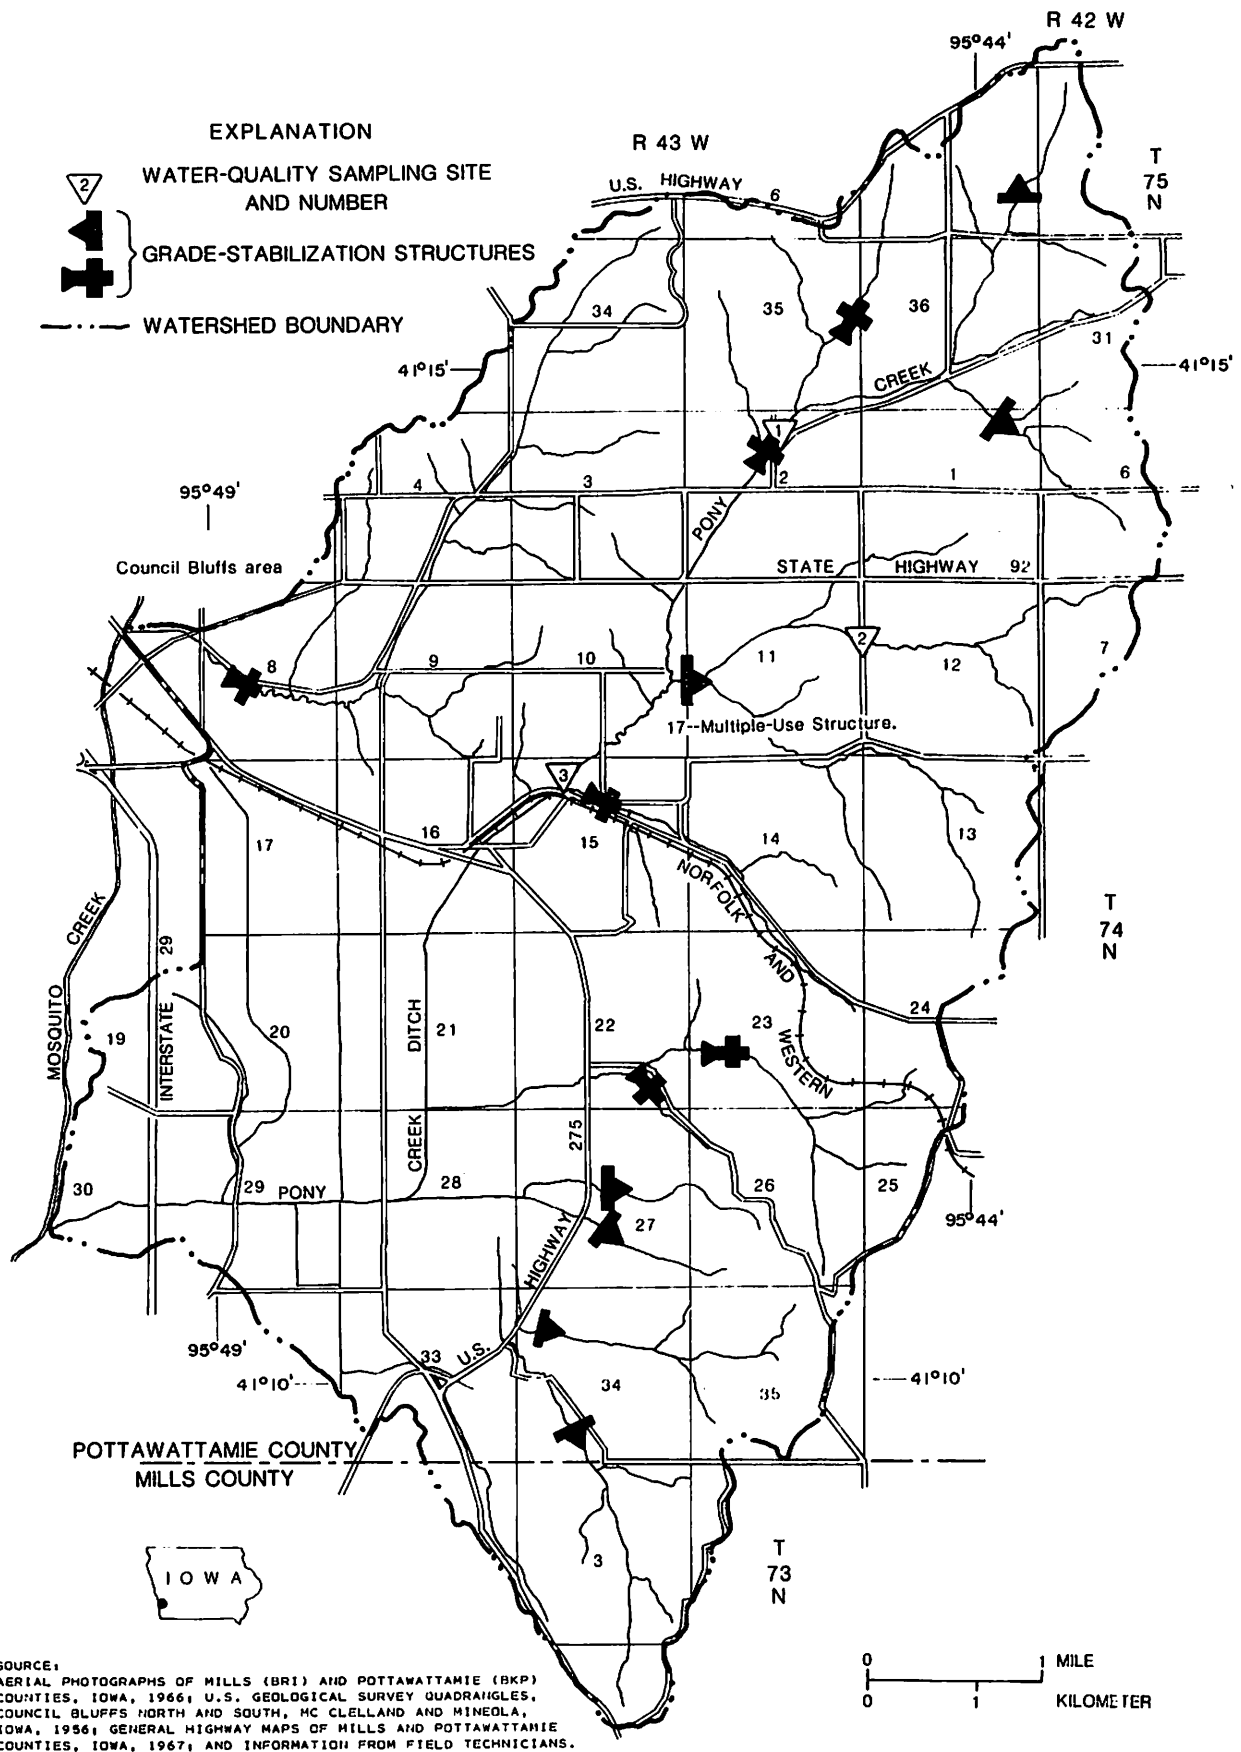 R 42 W
95°44'
EXPLANATION
2
WATER-QUALITY SAMPLING SITE
AND NUMBER
GRADE-STABILIZATION STRUCTURES
WATERSHED BOUNDARY
R 43 W
U.S. HIGHWAY 6
T
75
N
34
35
36
31
41°15'
41°15'
CREEK
1
4
3
2
1
6
95°49'
PONY
Council Bluffs area
STATE HIGHWAY 92
2
8
9
10
11
12
7
17--Multiple-Use Structure.
3
17
16
15
14
13
NORFOLK
AND
WESTERN
T
74
N
MOSQUITO CREEK
INTERSTATE 29
CREEK DITCH
19
20
21
22
23
24
275
30
29
PONY
28
27
26
25
95°44'
HIGHWAY
U.S.
95°49'
33
34
35
41°10'
41°10'
POTTAWATTAMIE COUNTY
MILLS COUNTY
IOWA
3
T
73
N
0 1 MILE
0 1 KILOMETER
SOURCE:
AERIAL PHOTOGRAPHS OF MILLS (BRI) AND POTTAWATTAMIE (BKP)
COUNTIES, IOWA, 1966; U.S. GEOLOGICAL SURVEY QUADRANGLES,
COUNCIL BLUFFS NORTH AND SOUTH, MC CLELLAND AND MINEOLA,
IOWA, 1956; GENERAL HIGHWAY MAPS OF MILLS AND POTTAWATTAMIE
COUNTIES, IOWA, 1967; AND INFORMATION FROM FIELD TECHNICIANS.